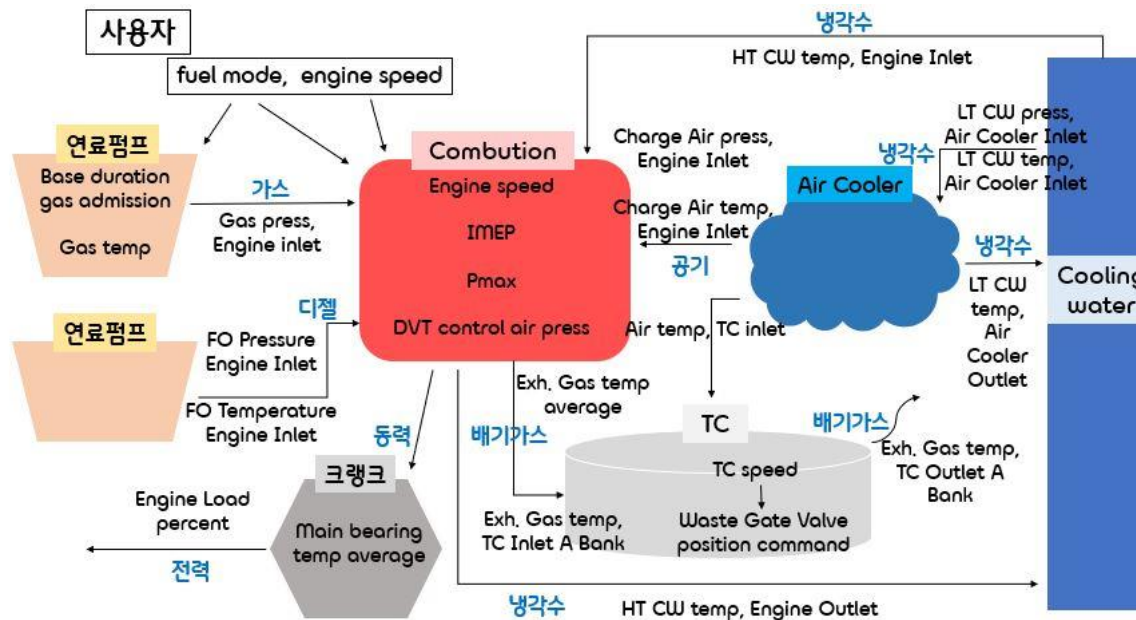 사용자
fuel mode, engine speed
냉각수
HT CW temp, Engine Inlet
연료펌프
Base duration
gas admission
Gas temp
가스
Gas press,
Engine inlet
Combution
Engine speed
IMEP
Pmax
DVT control air press
Charge Air press,
Engine Inlet
Charge Air temp,
Engine Inlet
공기
Air Cooler
냉각수
LT CW press,
Air Cooler Inlet
LT CW temp,
Air Cooler Inlet
냉각수
LT CW
temp,
Air
Cooler
Outlet
Cooling
water
연료펌프
디젤
FO Pressure
Engine Inlet
FO Temperature
Engine Inlet
Air temp, TC inlet
Exh. Gas temp
average
동력
배기가스
TC
TC speed
Waste Gate Valve
position command
배기가스
Exh. Gas temp,
TC Outlet A
Bank
Exh. Gas temp,
TC Inlet A Bank
크랭크
Main bearing
temp average
Engine Load
percent
전력
냉각수
HT CW temp, Engine Outlet